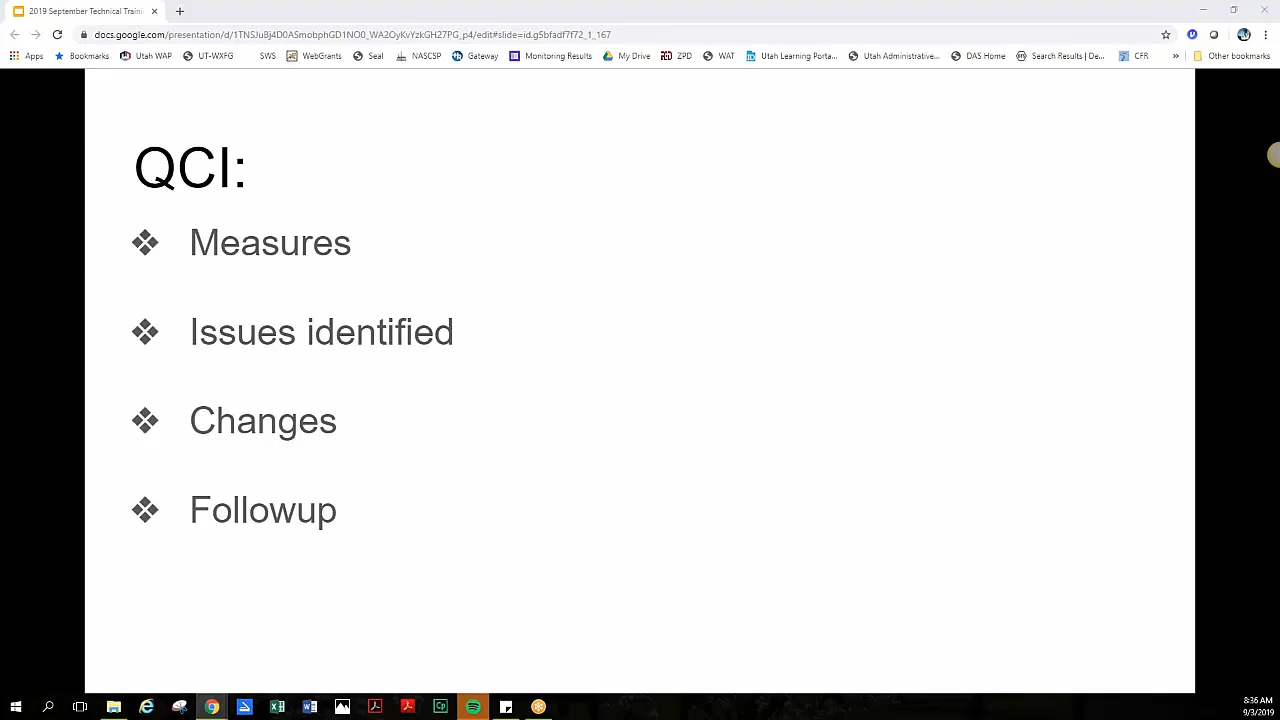 2019 September Technical Traini
docs.google.com/presentation/d/1TNSJuBj4D0ASmobphGD1NO0_WA2OyKvYzkGH27PG_p4/edit#slide=id.g5bfadf7f72_1_167
Apps Bookmarks Utah WAP UT-WXFG SWS WebGrants Seal NASCSP Gateway Monitoring Results My Drive ZPD WAT Utah Learning Porta... Utah Administrative... DAS Home Search Results | De... CFR » Other bookmarks
QCI:
❖ Measures
❖ Issues identified
❖ Changes
❖ Followup
8:36 AM
9/3/2019